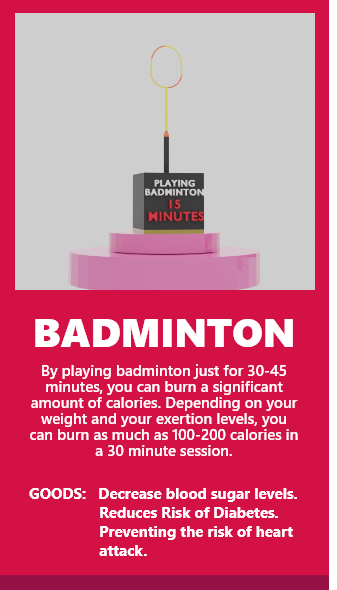 PLAYING
BADMINTON
15
MINUTES
BADMINTON
By playing badminton just for 30-45
minutes, you can burn a significant
amount of calories. Depending on your
weight and your exertion levels, you
can burn as much as 100-200 calories in
a 30 minute session.
GOODS: Decrease blood sugar levels.
Reduces Risk of Diabetes.
Preventing the risk of heart
attack.